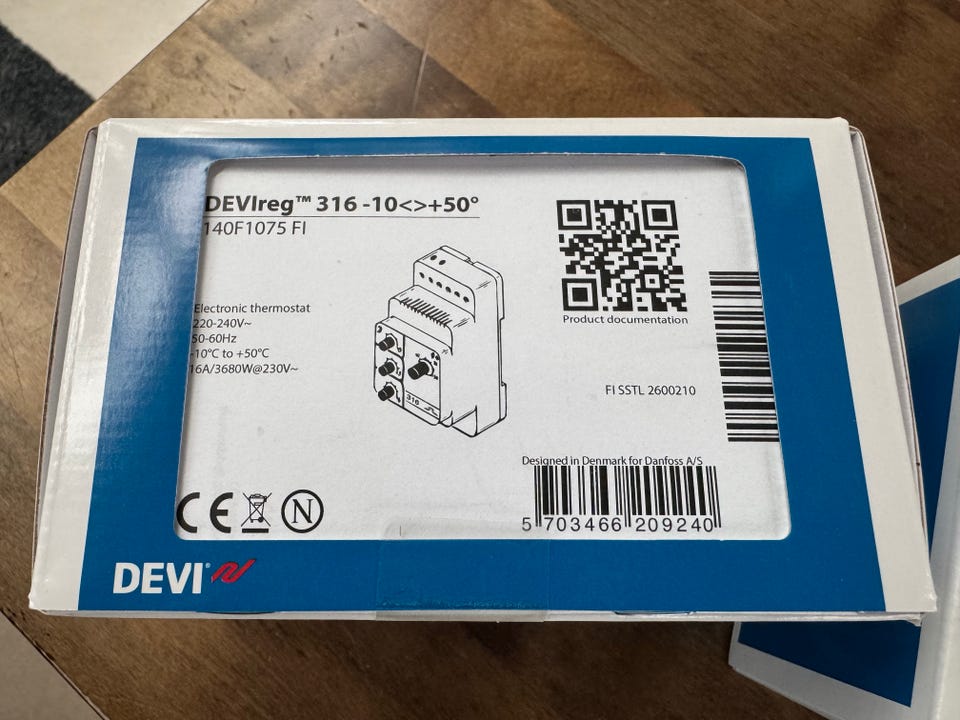 DEVIreg™ 316 -10<>+50°
140F1075 FI
Electronic thermostat
220-240V~
50-60Hz
-10°C to +50°C
16A/3680W@230V~
Product documentation
FI SSTL 2600210
316
Designed in Denmark for Danfoss A/S
5 703466 209240
CE
N
DEVI